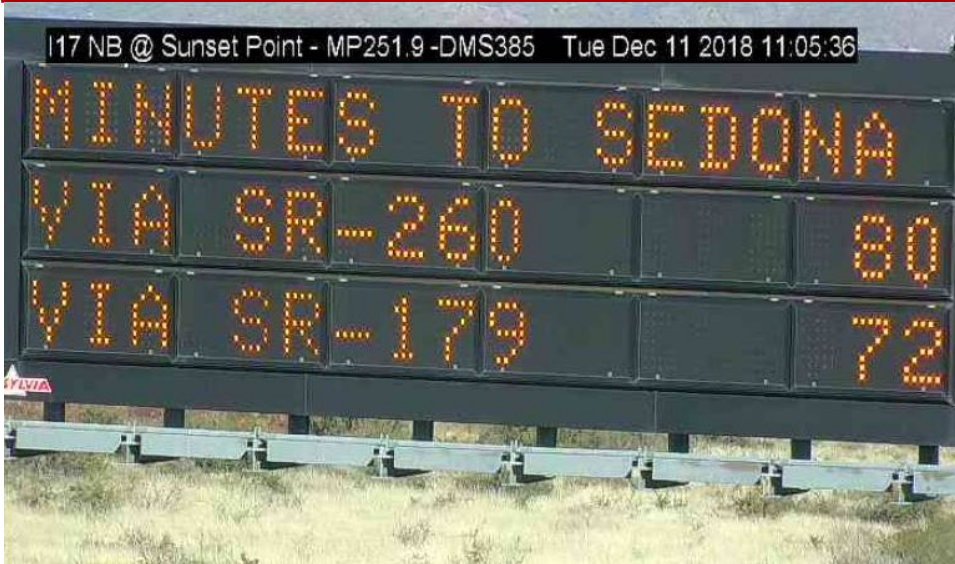 I17 NB @ Sunset Point - MP251.9 -DMS385 Tue Dec 11 2018 11:05:36
MINUTES TO SEDONA
VIA SR-260 80
VIA SR-179 72
SYLVIA